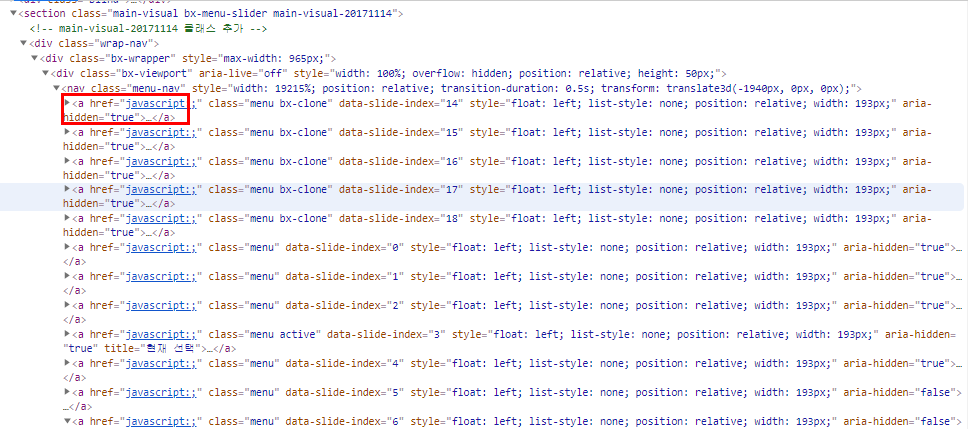 <div class="blind">…</div>
▼<section class="main-visual bx-menu-slider main-visual-20171114">
<!-- main-visual-20171114 클래스 추가 -->
▼<div class="wrap-nav">
▼<div class="bx-wrapper" style="max-width: 965px;">
▼<div class="bx-viewport" aria-live="off" style="width: 100%; overflow: hidden; position: relative; height: 50px;">
▼<nav class="menu-nav" style="width: 19215%; position: relative; transition-duration: 0.5s; transform: translate3d(-1940px, 0px, 0px);">
▶<a href="javascript:;" class="menu bx-clone" data-slide-index="14" style="float: left; list-style: none; position: relative; width: 193px;" aria-
hidden="true">…</a>
▶<a href="javascript:;" class="menu bx-clone" data-slide-index="15" style="float: left; list-style: none; position: relative; width: 193px;" aria-
hidden="true">…</a>
▶<a href="javascript:;" class="menu bx-clone" data-slide-index="16" style="float: left; list-style: none; position: relative; width: 193px;" aria-
hidden="true">…</a>
▶<a href="javascript:;" class="menu bx-clone" data-slide-index="17" style="float: left; list-style: none; position: relative; width: 193px;" aria-
hidden="true">…</a>
▶<a href="javascript:;" class="menu bx-clone" data-slide-index="18" style="float: left; list-style: none; position: relative; width: 193px;" aria-
hidden="true">…</a>
▶<a href="javascript:;" class="menu" data-slide-index="0" style="float: left; list-style: none; position: relative; width: 193px;" aria-hidden="true">…
</a>
▶<a href="javascript:;" class="menu" data-slide-index="1" style="float: left; list-style: none; position: relative; width: 193px;" aria-hidden="true">…
</a>
▶<a href="javascript:;" class="menu" data-slide-index="2" style="float: left; list-style: none; position: relative; width: 193px;" aria-hidden="true">…
</a>
▶<a href="javascript:;" class="menu active" data-slide-index="3" style="float: left; list-style: none; position: relative; width: 193px;" aria-hidden=
"true" title="현재 선택">…</a>
▶<a href="javascript:;" class="menu" data-slide-index="4" style="float: left; list-style: none; position: relative; width: 193px;" aria-hidden="true">…
</a>
▶<a href="javascript:;" class="menu" data-slide-index="5" style="float: left; list-style: none; position: relative; width: 193px;" aria-hidden="false">
…</a>
▼<a href="javascript:;" class="menu" data-slide-index="6" style="float: left; list-style: none; position: relative; width: 193px;" aria-hidden="false">